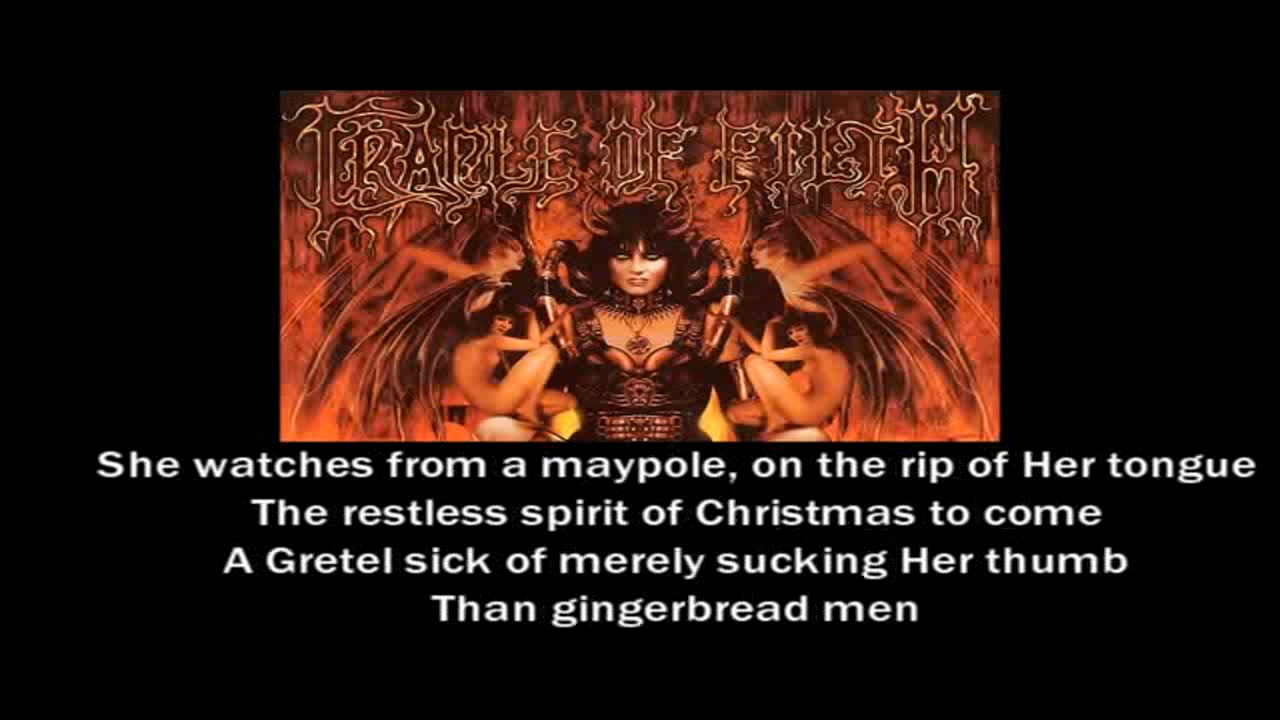 CRADLE OF FILTH
She watches from a maypole, on the rip of Her tongue
The restless spirit of Christmas to come
A Gretel sick of merely sucking Her thumb
Than gingerbread men